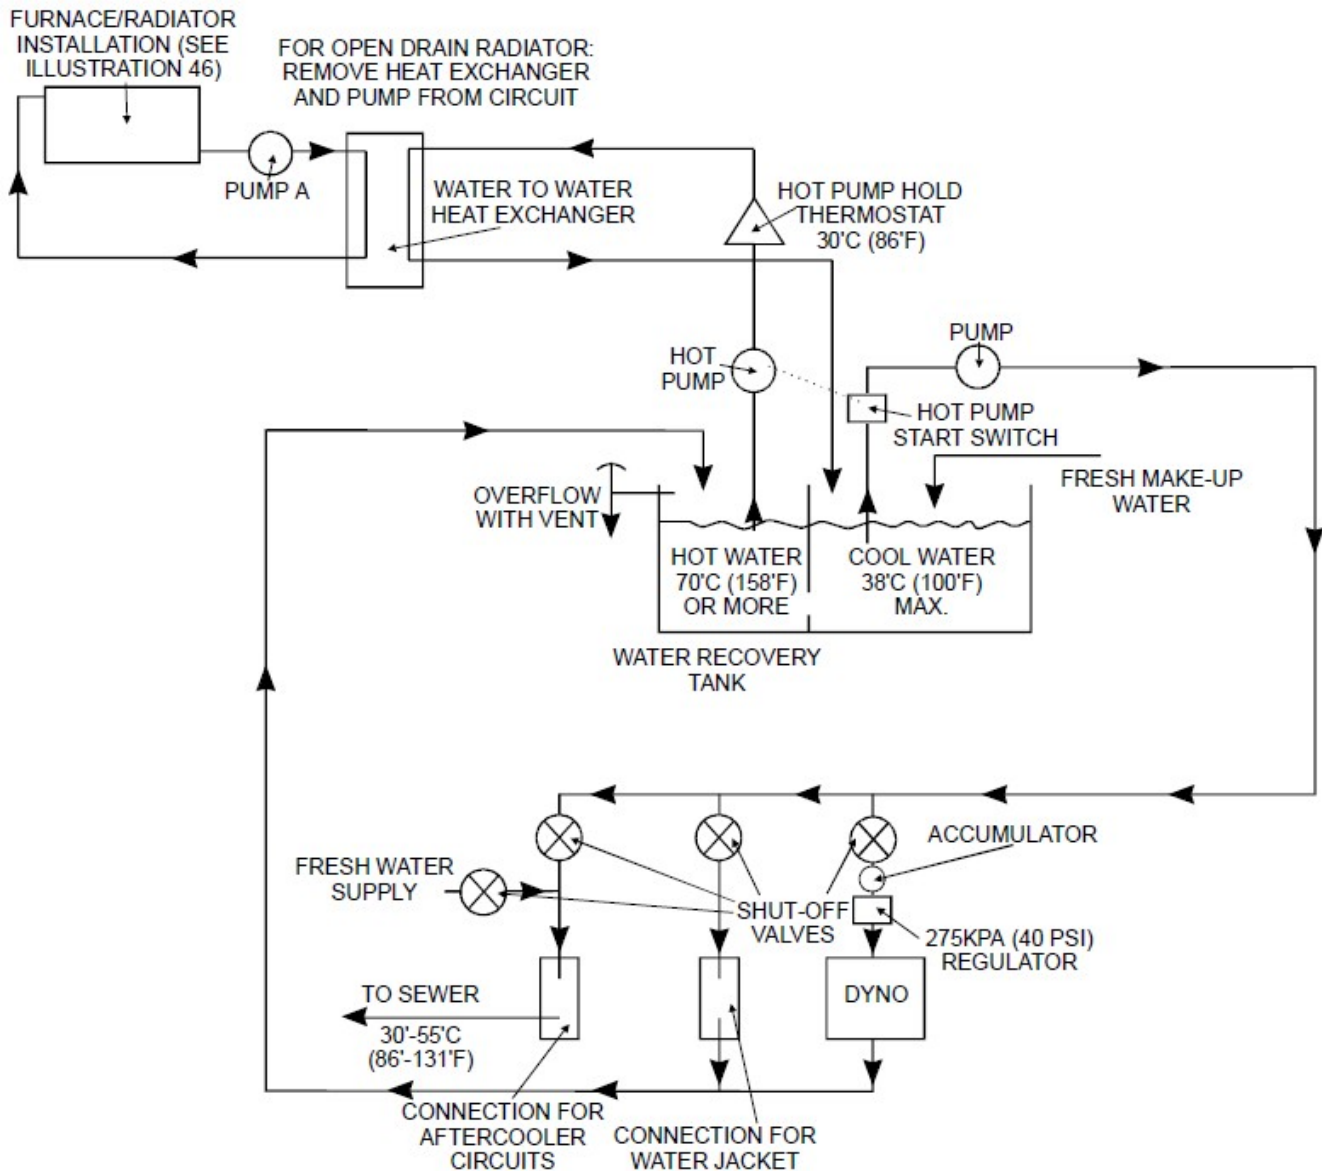 FURNACE/RADIATOR
INSTALLATION (SEE
ILLUSTRATION 46)
FOR OPEN DRAIN RADIATOR:
REMOVE HEAT EXCHANGER
AND PUMP FROM CIRCUIT
PUMP A
WATER TO WATER
HEAT EXCHANGER
HOT PUMP HOLD
THERMOSTAT
30'C (86'F)
HOT
PUMP
PUMP
HOT PUMP
START SWITCH
OVERFLOW
WITH VENT
FRESH MAKE-UP
WATER
HOT WATER
70'C (158'F)
OR MORE
COOL WATER
38'C (100'F)
MAX.
WATER RECOVERY
TANK
ACCUMULATOR
FRESH WATER
SUPPLY
SHUT-OFF
VALVES
275KPA (40 PSI)
REGULATOR
DYNO
TO SEWER
30'-55'C
(86'-131'F)
CONNECTION FOR
AFTERCOOLER
CIRCUITS
CONNECTION FOR
WATER JACKET